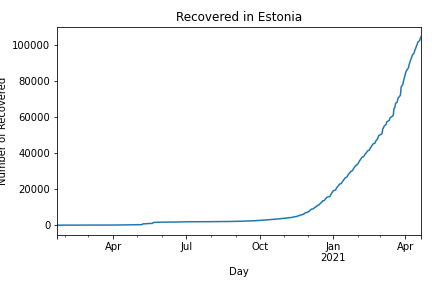 Recovered in Estonia
Number of Recovered
100000
80000
60000
40000
20000
0
Apr
Jul
Oct
Jan
2021
Apr
Day